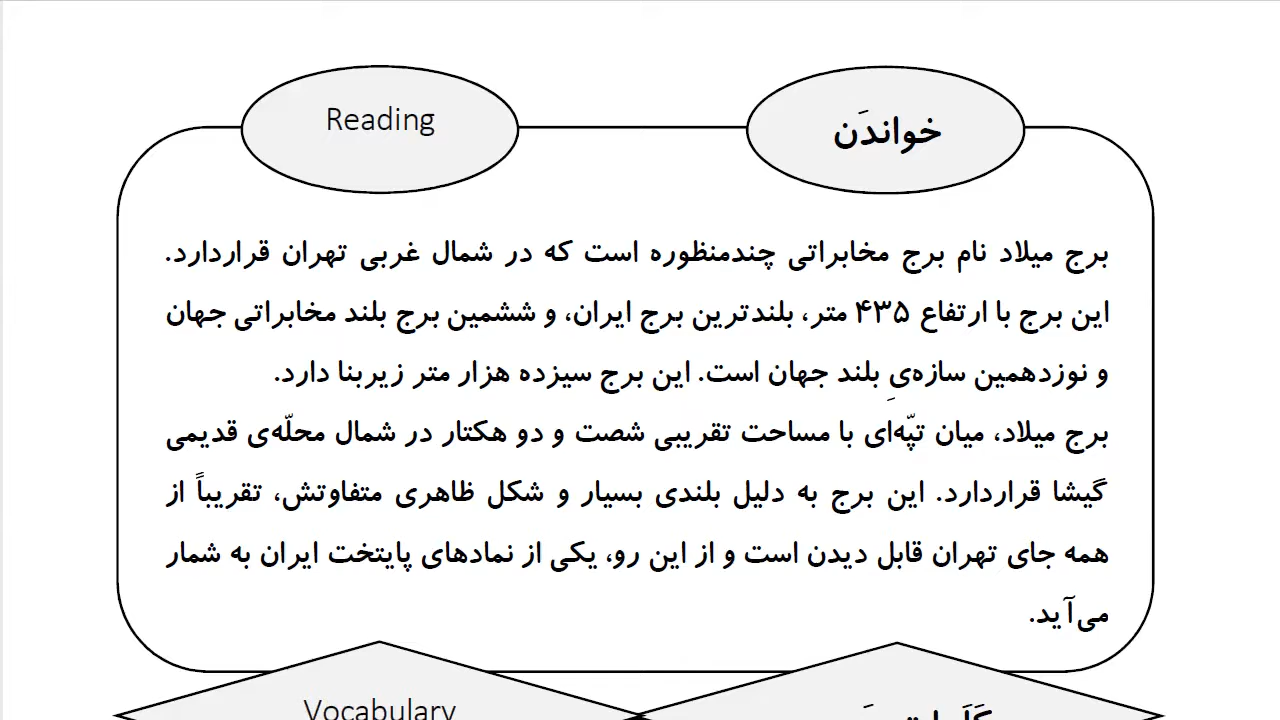 Reading
خواندَن
برج میلاد نام برج مخابراتی چندمنظوره است که در شمال غربی تهران قراردارد.
این برج با ارتفاع ۴۳۵ متر، بلندترین برج ایران، و ششمین برج بلند مخابراتی جهان
و نوزدهمین سازه‌یِ بلند جهان است. این برج سیزده هزار متر زیربنا دارد.
برج میلاد، میان تپّه‌ای با مساحت تقریبی شصت و دو هکتار در شمال محلّه‌ی قدیمی
گیشا قراردارد. این برج به دلیل بلندی بسیار و شکل ظاهری متفاوتش، تقریباً از
همه جای تهران قابل دیدن است و از این رو، یکی از نمادهای پایتخت ایران به شمار
می‌آید.
Vocabulary